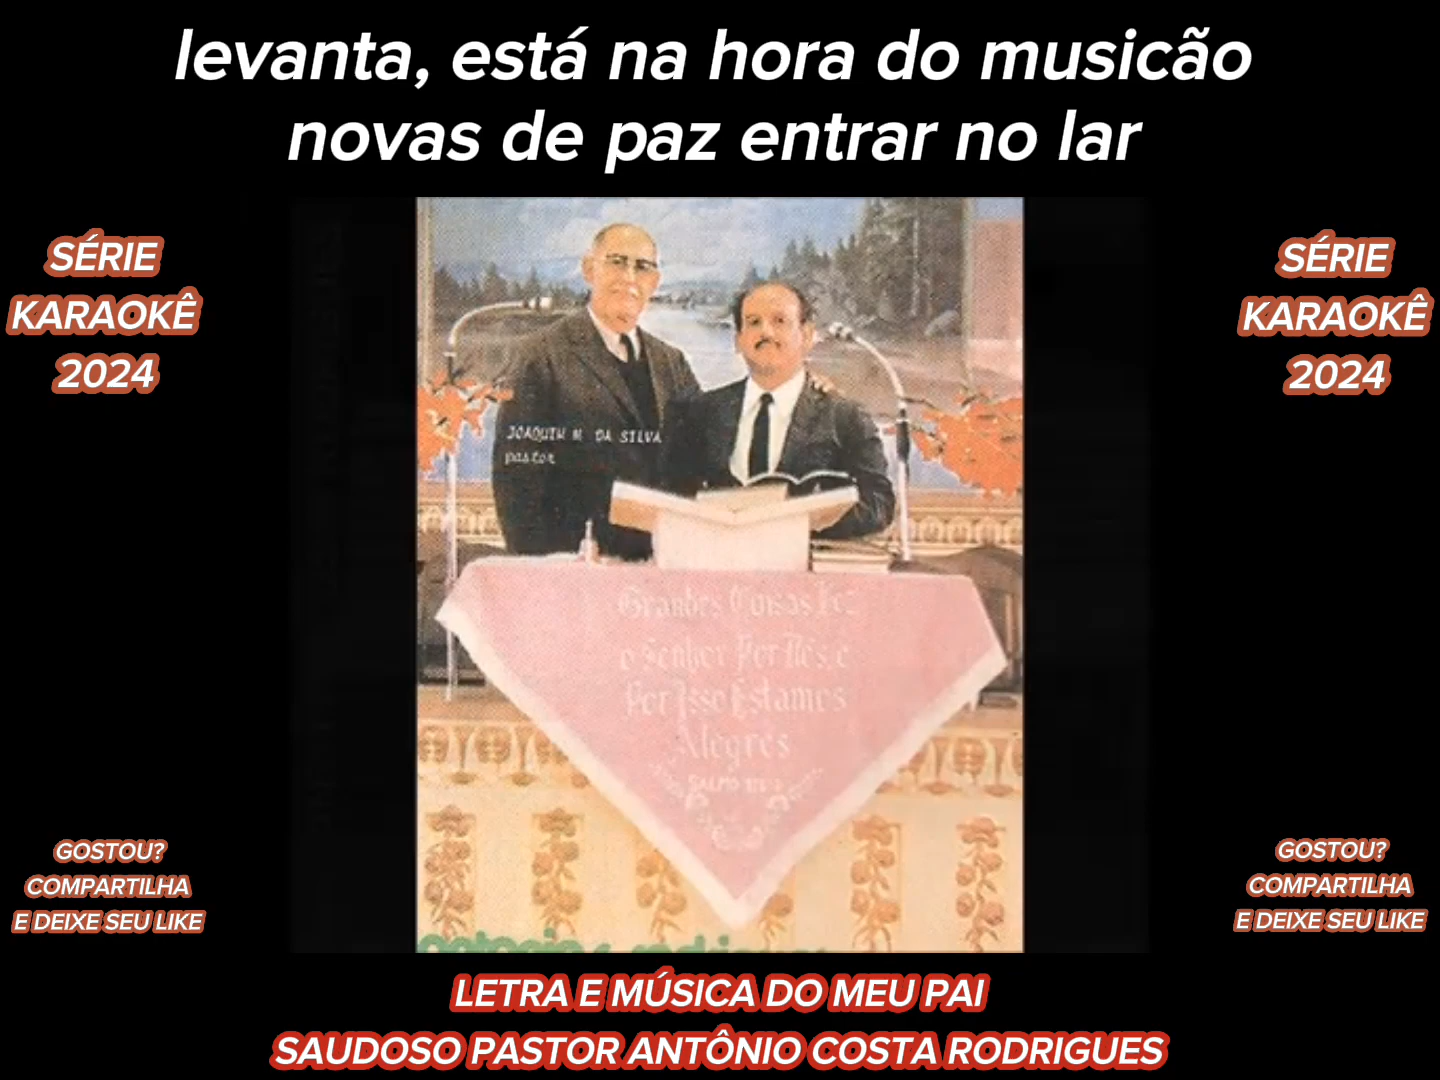 levanta, está na hora do musicão
novas de paz entrar no lar
SÉRIE
KARAOKÊ
2024
SÉRIE
KARAOKÊ
2024
JOAQUIM M. DA SILVA
pastor
Grandes Coisas Fez
o Senhor Por Nós, e
Por Isso Estamos
Alegres
SALMO
GOSTOU?
COMPARTILHA
E DEIXE SEU LIKE
GOSTOU?
COMPARTILHA
E DEIXE SEU LIKE
LETRA E MÚSICA DO MEU PAI
SAUDOSO PASTOR ANTÔNIO COSTA RODRIGUES